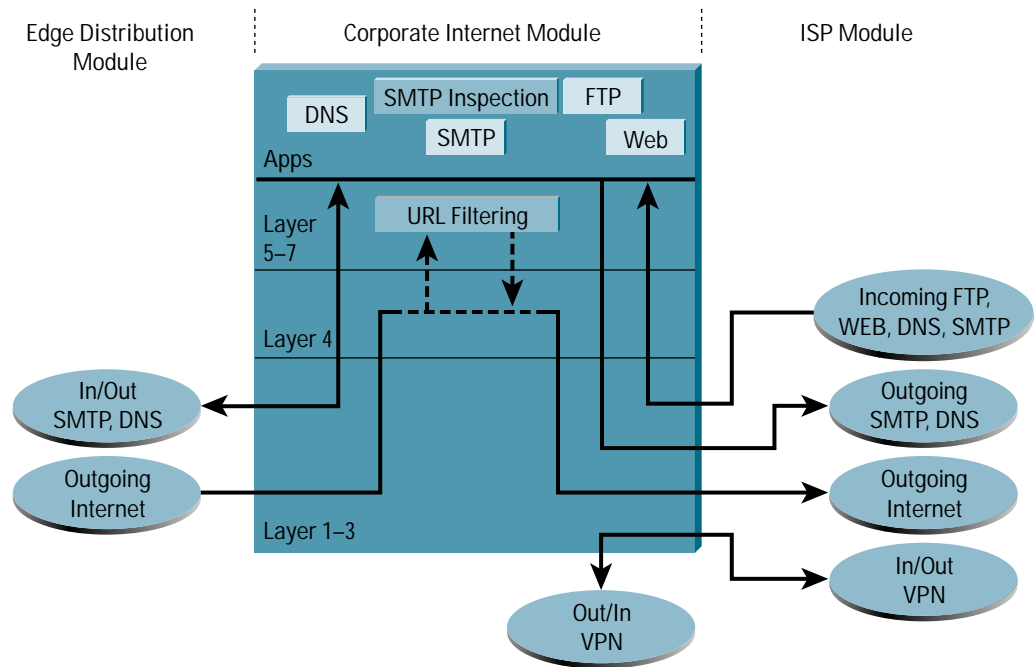 Edge Distribution
Module
Corporate Internet Module
ISP Module
DNS
SMTP Inspection
FTP
SMTP
Web
Apps
URL Filtering
Layer
5–7
Layer 4
Layer 1–3
In/Out
SMTP, DNS
Outgoing
Internet
Incoming FTP,
WEB, DNS, SMTP
Outgoing
SMTP, DNS
Outgoing
Internet
In/Out
VPN
Out/In
VPN